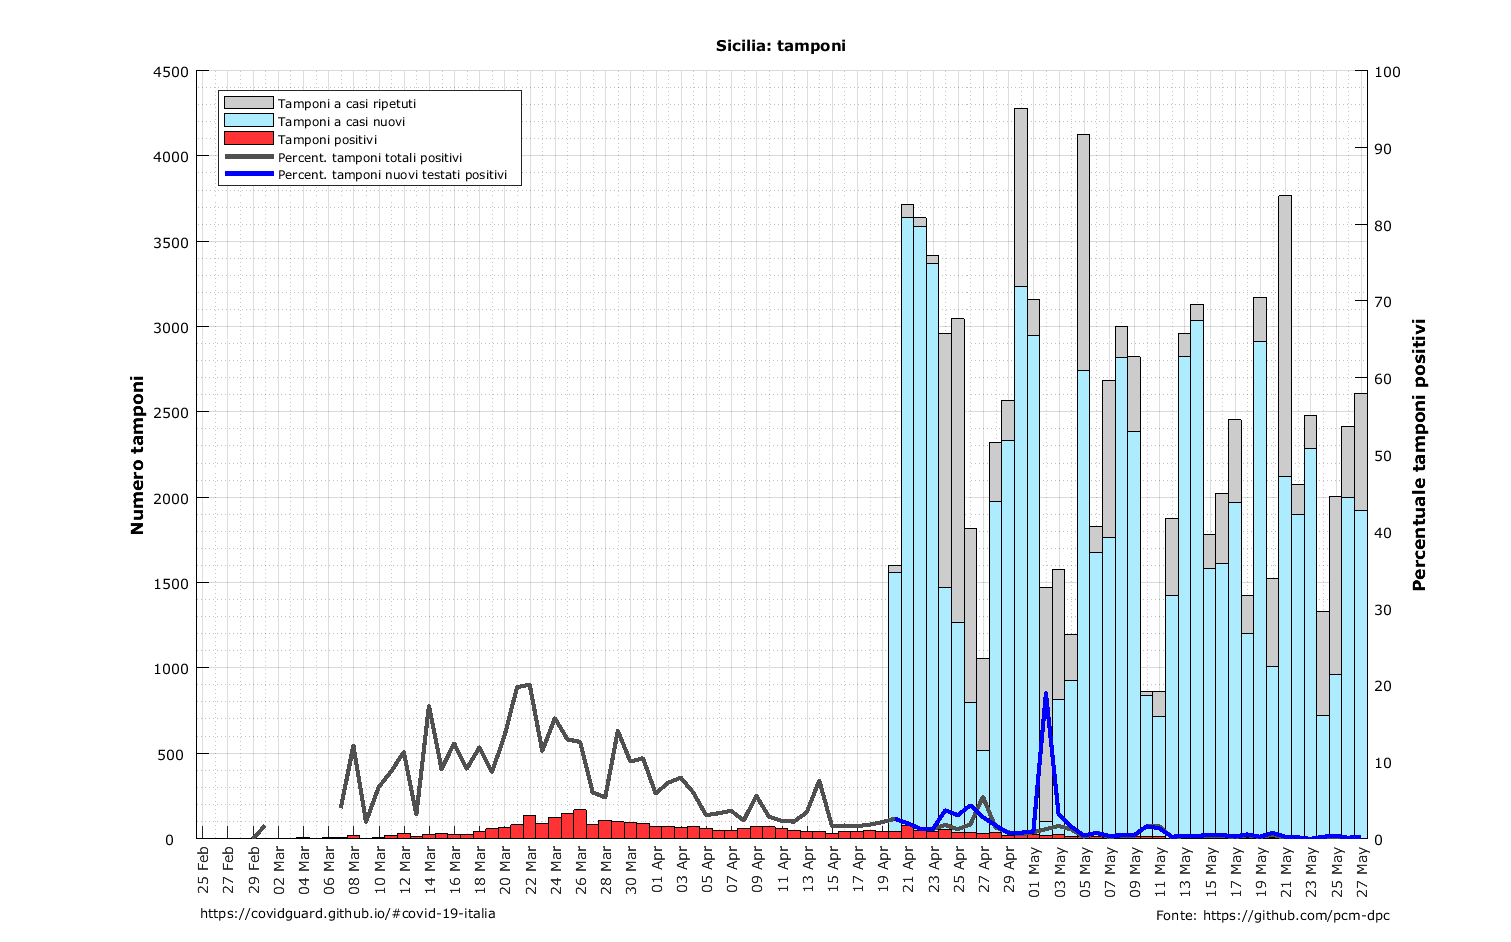 Sicilia: tamponi
4500
4000
3500
3000
2500
2000
1500
1000
500
0
Numero tamponi
Tamponi a casi ripetuti
Tamponi a casi nuovi
Tamponi positivi
Percent. tamponi totali positivi
Percent. tamponi nuovi testati positivi
100
90
80
70
60
50
40
30
20
10
0
Percentuale tamponi positivi
25 Feb
27 Feb
29 Feb
02 Mar
04 Mar
06 Mar
08 Mar
10 Mar
12 Mar
14 Mar
16 Mar
18 Mar
20 Mar
22 Mar
24 Mar
26 Mar
28 Mar
30 Mar
01 Apr
03 Apr
05 Apr
07 Apr
09 Apr
11 Apr
13 Apr
15 Apr
17 Apr
19 Apr
21 Apr
23 Apr
25 Apr
27 Apr
29 Apr
01 May
03 May
05 May
07 May
09 May
11 May
13 May
15 May
17 May
19 May
21 May
23 May
25 May
27 May
https://covidguard.github.io/#covid-19-italia
Fonte: https://github.com/pcm-dpc